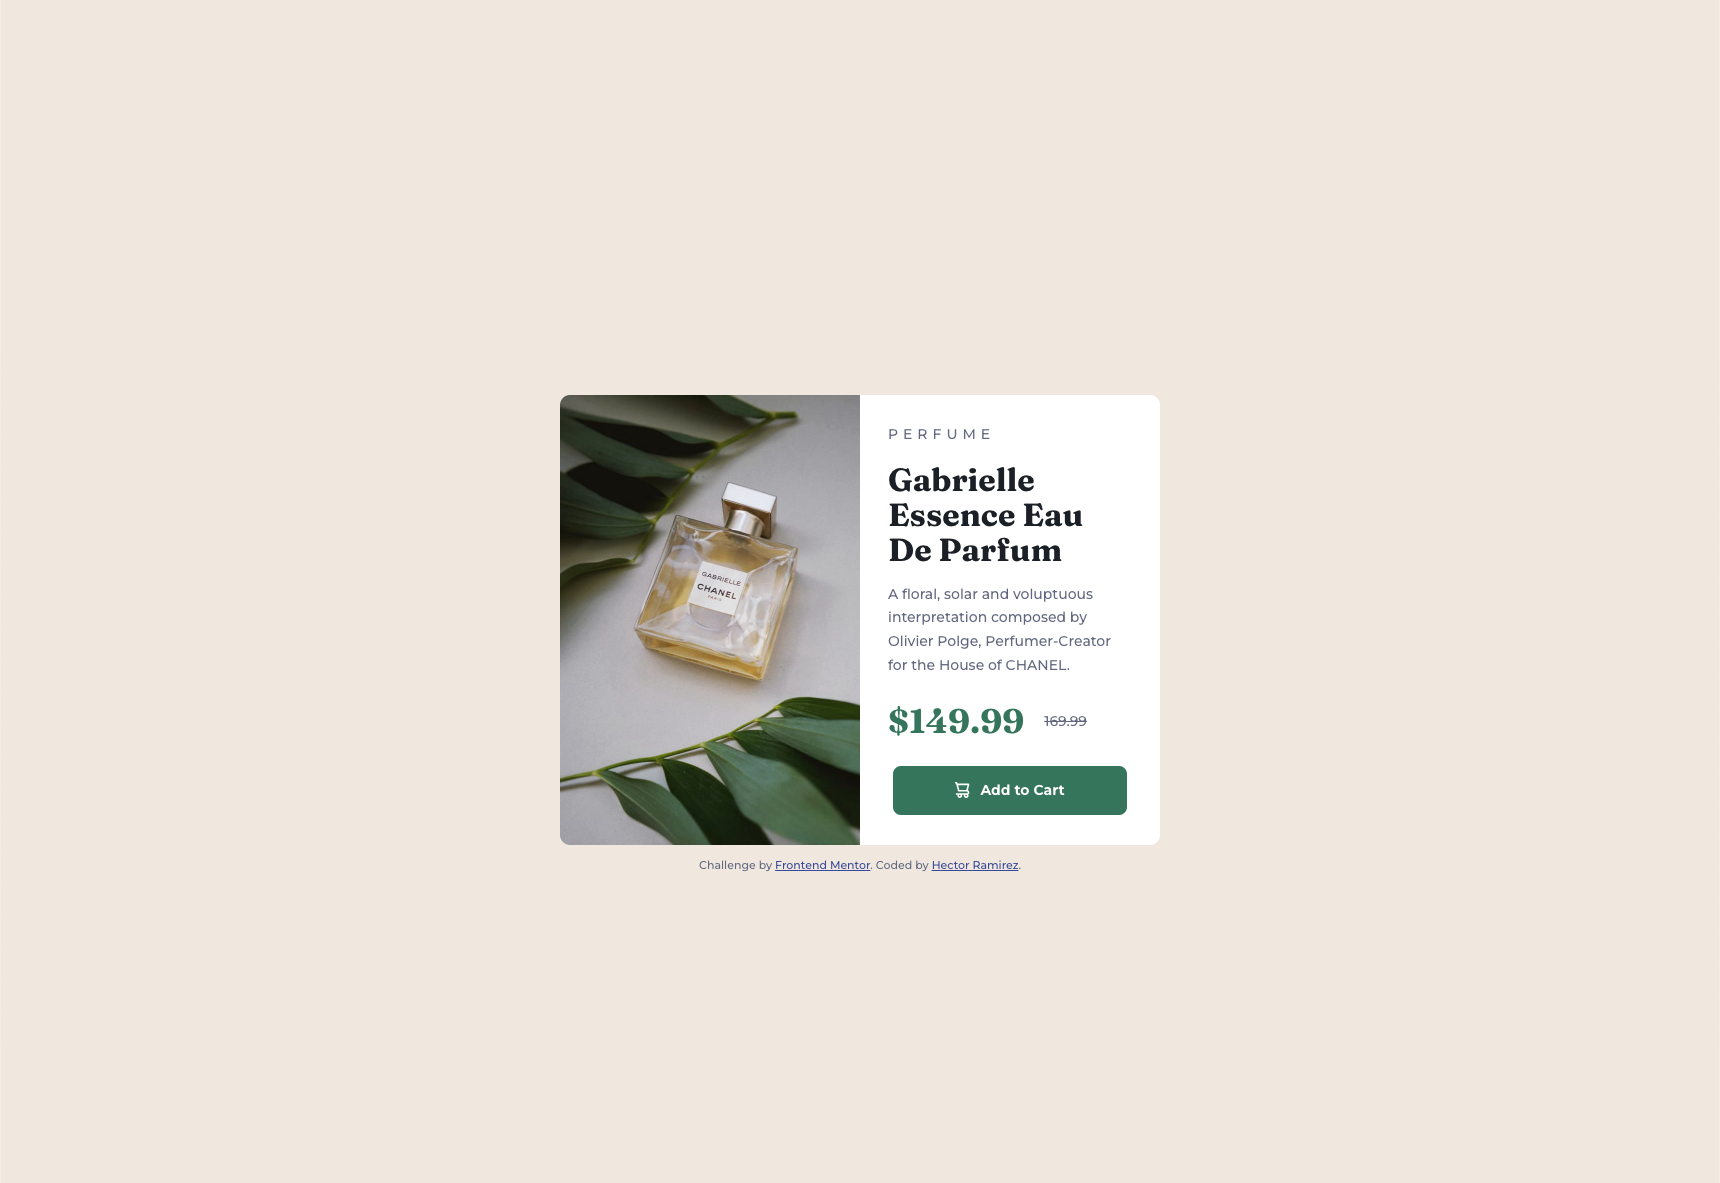 GABRIELLE
CHANEL
PARIS
PERFUME
Gabrielle
Essence Eau
De Parfum
A floral, solar and voluptuous
interpretation composed by
Olivier Polge, Perfumer-Creator
for the House of CHANEL.
$149.99 169.99
Add to Cart
Challenge by Frontend Mentor. Coded by Hector Ramirez.